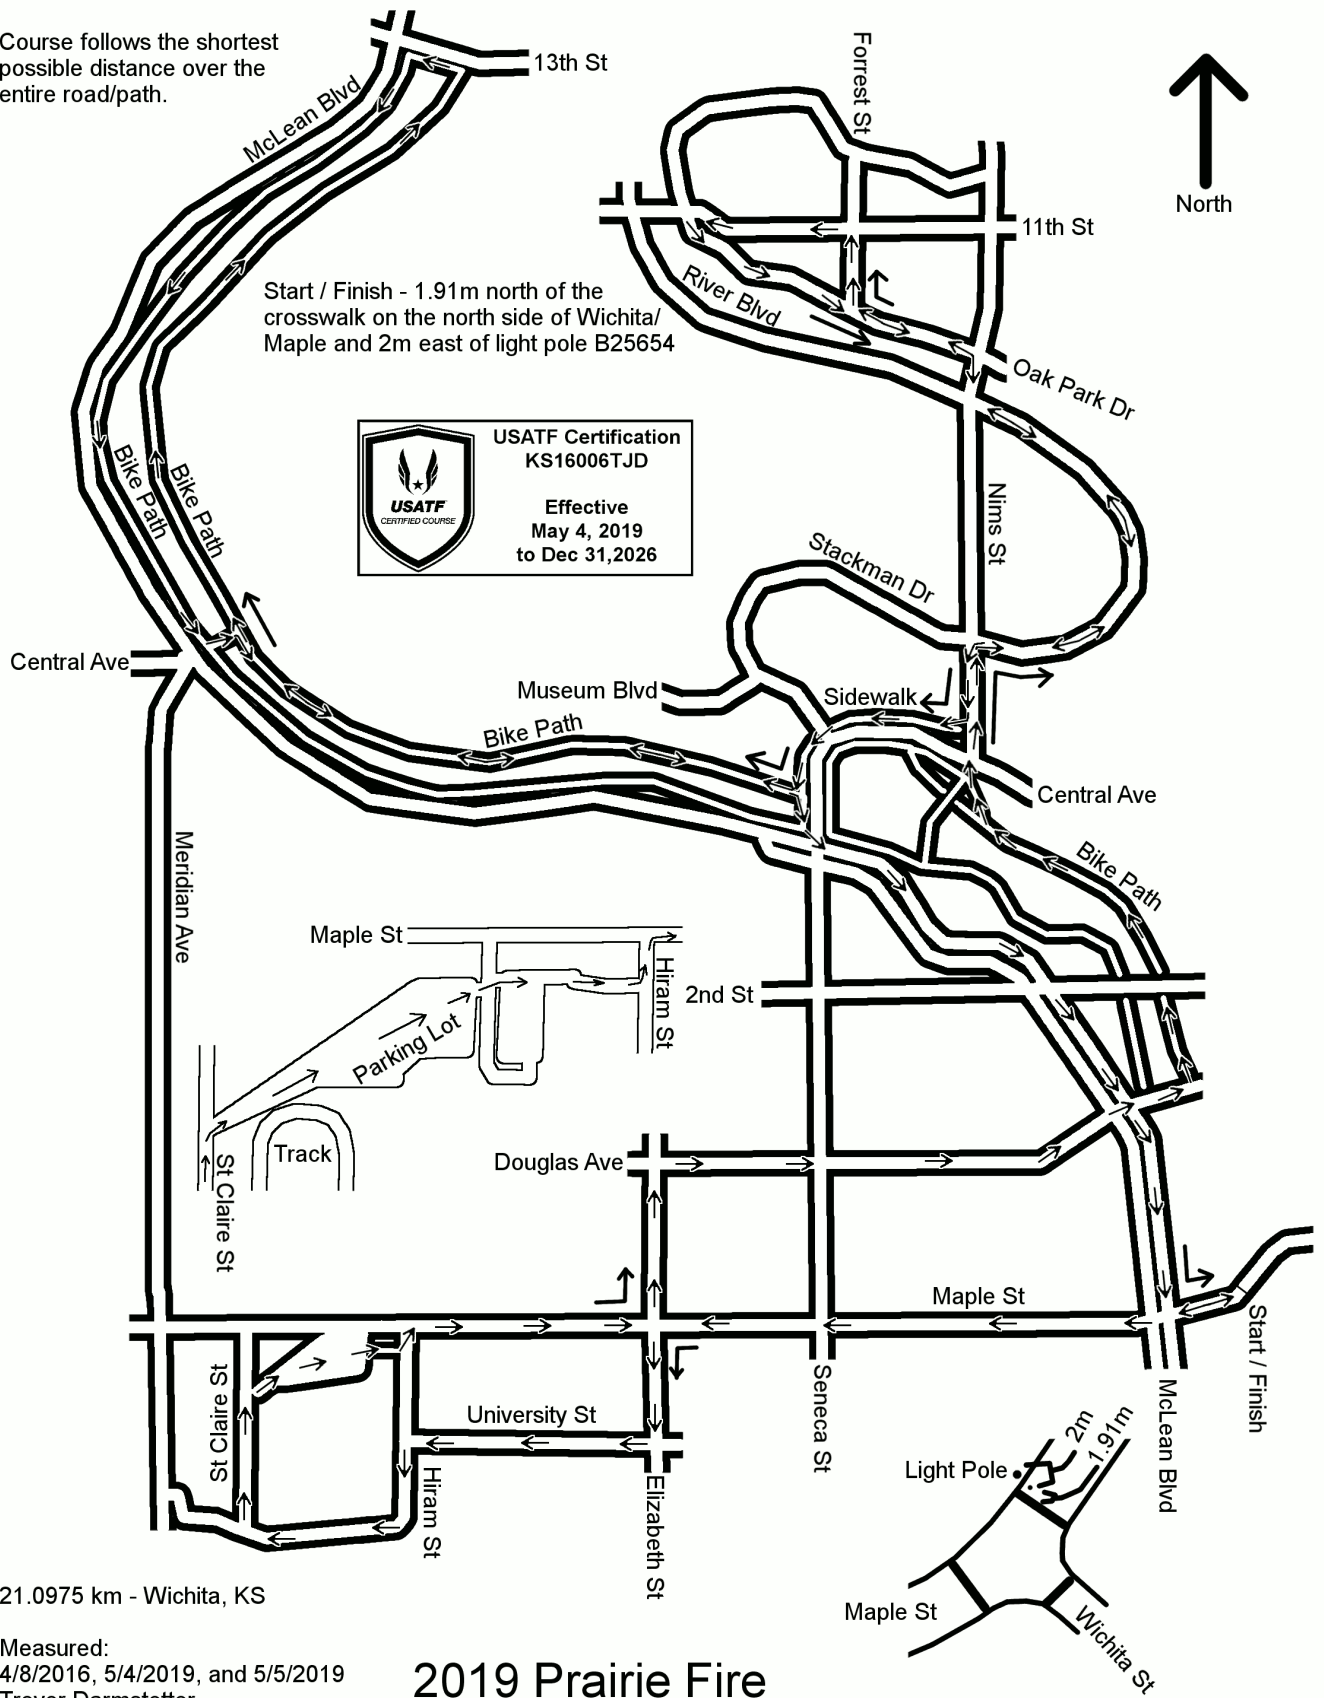 Course follows the shortest
possible distance over the
entire road/path.
13th St
McLean Blvd
Forrest St
North
11th St
River Blvd
Start / Finish - 1.91m north of the
crosswalk on the north side of Wichita/
Maple and 2m east of light pole B25654
Oak Park Dr
USATF Certification
KS16006TJD
Effective
May 4, 2019
to Dec 31,2026
USATF
CERTIFIED COURSE
Bike Path
Bike Path
Nims St
Stackman Dr
Central Ave
Museum Blvd
Sidewalk
Bike Path
Central Ave
Meridian Ave
Bike Path
Maple St
Hiram St
2nd St
Parking Lot
Track
St Claire St
Douglas Ave
Maple St
Start / Finish
St Claire St
University St
Seneca St
McLean Blvd
Hiram St
Elizabeth St
2m
1.91m
Light Pole
Maple St
Wichita St
21.0975 km - Wichita, KS
Measured:
4/8/2016, 5/4/2019, and 5/5/2019
Trevor Darmstetter
2019 Prairie Fire